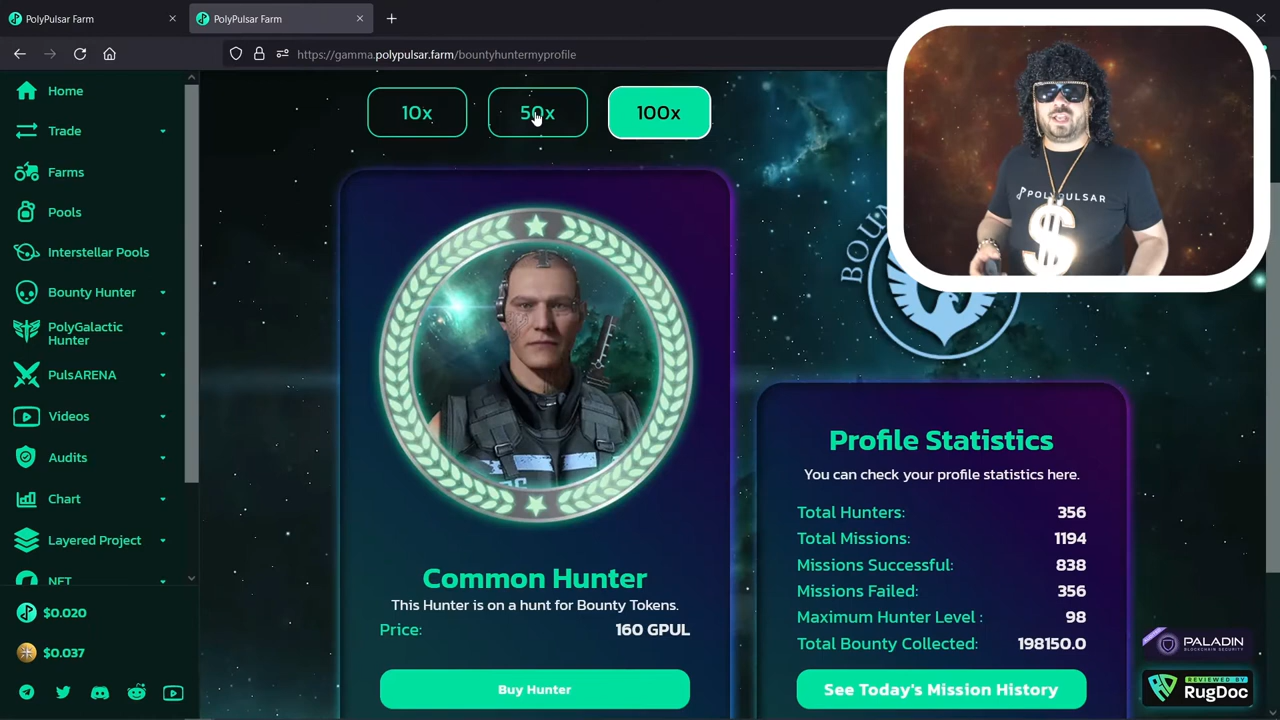 PolyPulsar Farm
PolyPulsar Farm
https://gamma.polypulsar.farm/bountyhuntermyprofile
Home
Trade
Farms
Pools
Interstellar Pools
Bounty Hunter
PolyGalactic
Hunter
PulsARENA
Videos
Audits
Chart
Layered Project
NFT
$0.020
$0.037
10x
50x
100x
Common Hunter
This Hunter is on a hunt for Bounty Tokens.
Price: 160 GPUL
Buy Hunter
POLYPULSAR
$
Profile Statistics
You can check your profile statistics here.
Total Hunters: 356
Total Missions: 1194
Missions Successful: 838
Missions Failed: 356
Maximum Hunter Level : 98
Total Bounty Collected: 198150.0
See Today's Mission History
PALADIN
BLOCKCHAIN SECURITY
REVIEWED BY
RugDoc